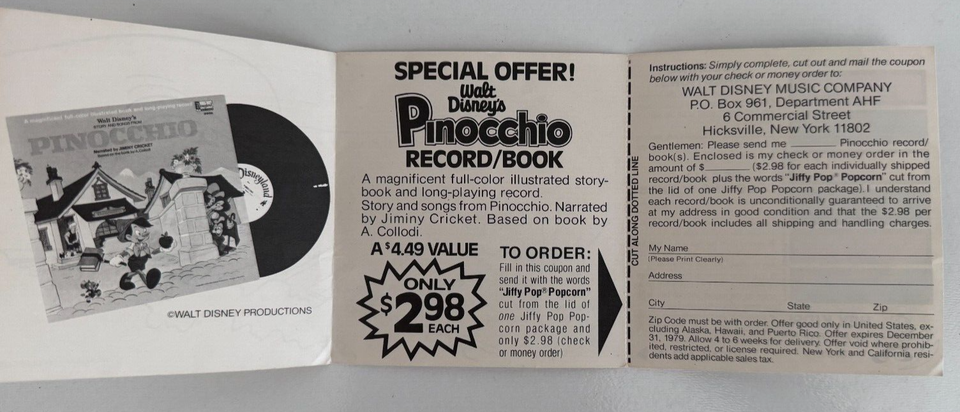 A magnificent full-color illustrated book and long-playing record
Walt Disney's
STORY AND SONGS FROM
PINOCCHIO
Narrated by JIMINY CRICKET
Based on the book by A. Collodi
Disneyland
©WALT DISNEY PRODUCTIONS
SPECIAL OFFER!
Walt
Disney's
Pinocchio
RECORD/BOOK
A magnificent full-color illustrated story-
book and long-playing record.
Story and songs from Pinocchio. Narrated
by Jiminy Cricket. Based on book by
A. Collodi.
A $4.49 VALUE
ONLY
$2.98
EACH
TO ORDER:
Fill in this coupon and
send it with the words
"Jiffy Pop® Popcorn"
cut from the lid of
one Jiffy Pop Pop-
corn package and
only $2.98 (check
or money order)
CUT ALONG DOTTED LINE
Instructions: Simply complete, cut out and mail the coupon
below with your check or money order to:
WALT DISNEY MUSIC COMPANY
P.O. Box 961, Department AHF
6 Commercial Street
Hicksville, New York 11802
Gentlemen: Please send me ______ Pinocchio record/
book(s). Enclosed is my check or money order in the
amount of $______ ($2.98 for each individually shipped
record/book plus the words "Jiffy Pop® Popcorn" cut from
the lid of one Jiffy Pop Popcorn package). I understand
each record/book is unconditionally guaranteed to arrive
at my address in good condition and that the $2.98 per
record/book includes all shipping and handling charges.
My Name
(Please Print Clearly)
Address
City State Zip
Zip Code must be with order. Offer good only in United States, ex-
cluding Alaska, Hawaii, and Puerto Rico. Offer expires December
31, 1979. Allow 4 to 6 weeks for delivery. Offer void where prohib-
ited, restricted, or license required. New York and California resi-
dents add applicable sales tax.